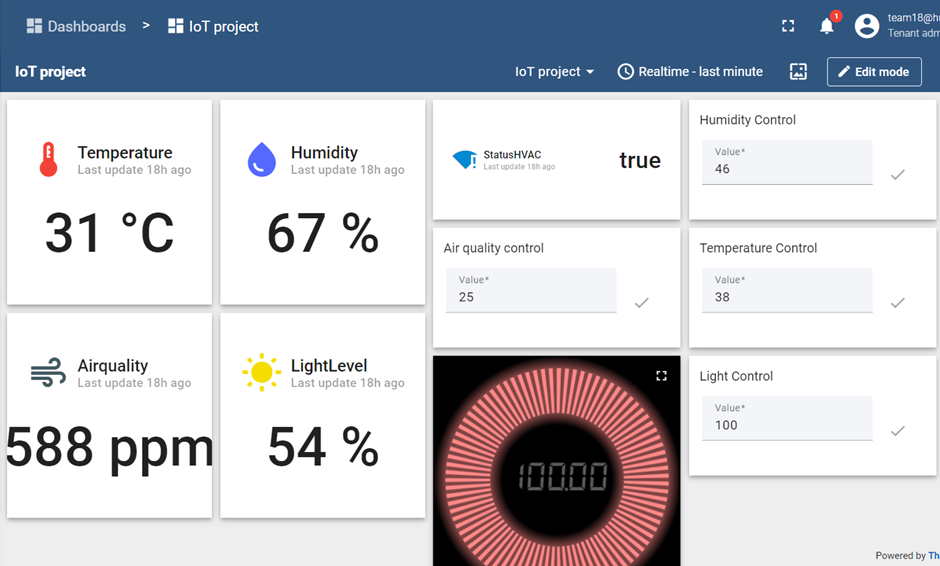 Dashboards > IoT project
1
team18@h
Tenant adm
IoT project
IoT project
Realtime - last minute
Edit mode
Temperature
Last update 18h ago
31 °C
Humidity
Last update 18h ago
67 %
StatusHVAC
Last update 18h ago
true
Humidity Control
Value*
46
Air quality control
Value*
25
Temperature Control
Value*
38
Airquality
Last update 18h ago
588 ppm
LightLevel
Last update 18h ago
54 %
100.00
Light Control
Value*
100
Powered by Th